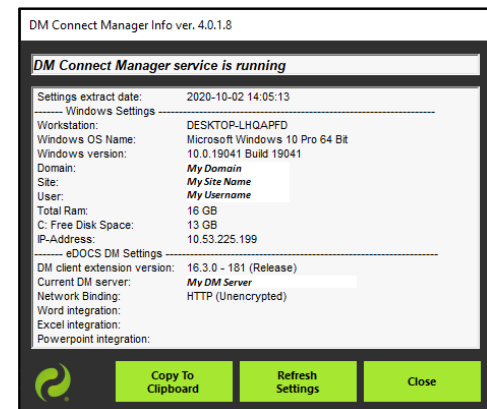 DM Connect Manager Info ver. 4.0.1.8
DM Connect Manager service is running
Settings extract date: 2020-10-02 14:05:13
------- Windows Settings -------
Workstation: DESKTOP-LHQAPFD
Windows OS Name: Microsoft Windows 10 Pro 64 Bit
Windows version: 10.0.19041 Build 19041
Domain: My Domain
Site: My Site Name
User: My Username
Total Ram: 16 GB
C: Free Disk Space: 13 GB
IP-Address: 10.53.225.199
------- eDOCS DM Settings -------
DM client extension version: 16.3.0 - 181 (Release)
Current DM server: My DM Server
Network Binding: HTTP (Unencrypted)
Word integration:
Excel integration:
Powerpoint integration:
Copy To Clipboard
Refresh Settings
Close